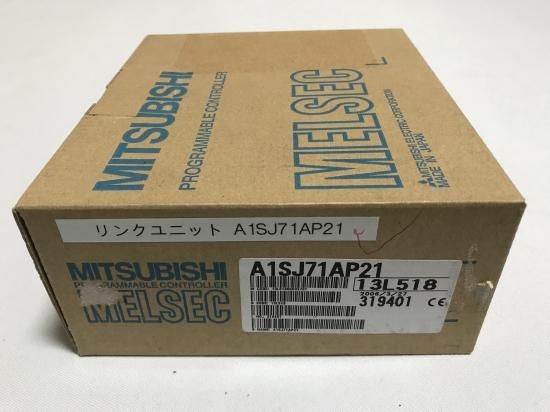 MITSUBISHI
PROGRAMMABLE CONTROLLER
MELSEC
MITSUBISHI ELECTRIC CORPORATION
MADE IN JAPAN
リンクユニット A1SJ71AP21
MITSUBISHI
PROGRAMMABLE CONTROLLER
MELSEC
A1SJ71AP21
13L518
319401 CE